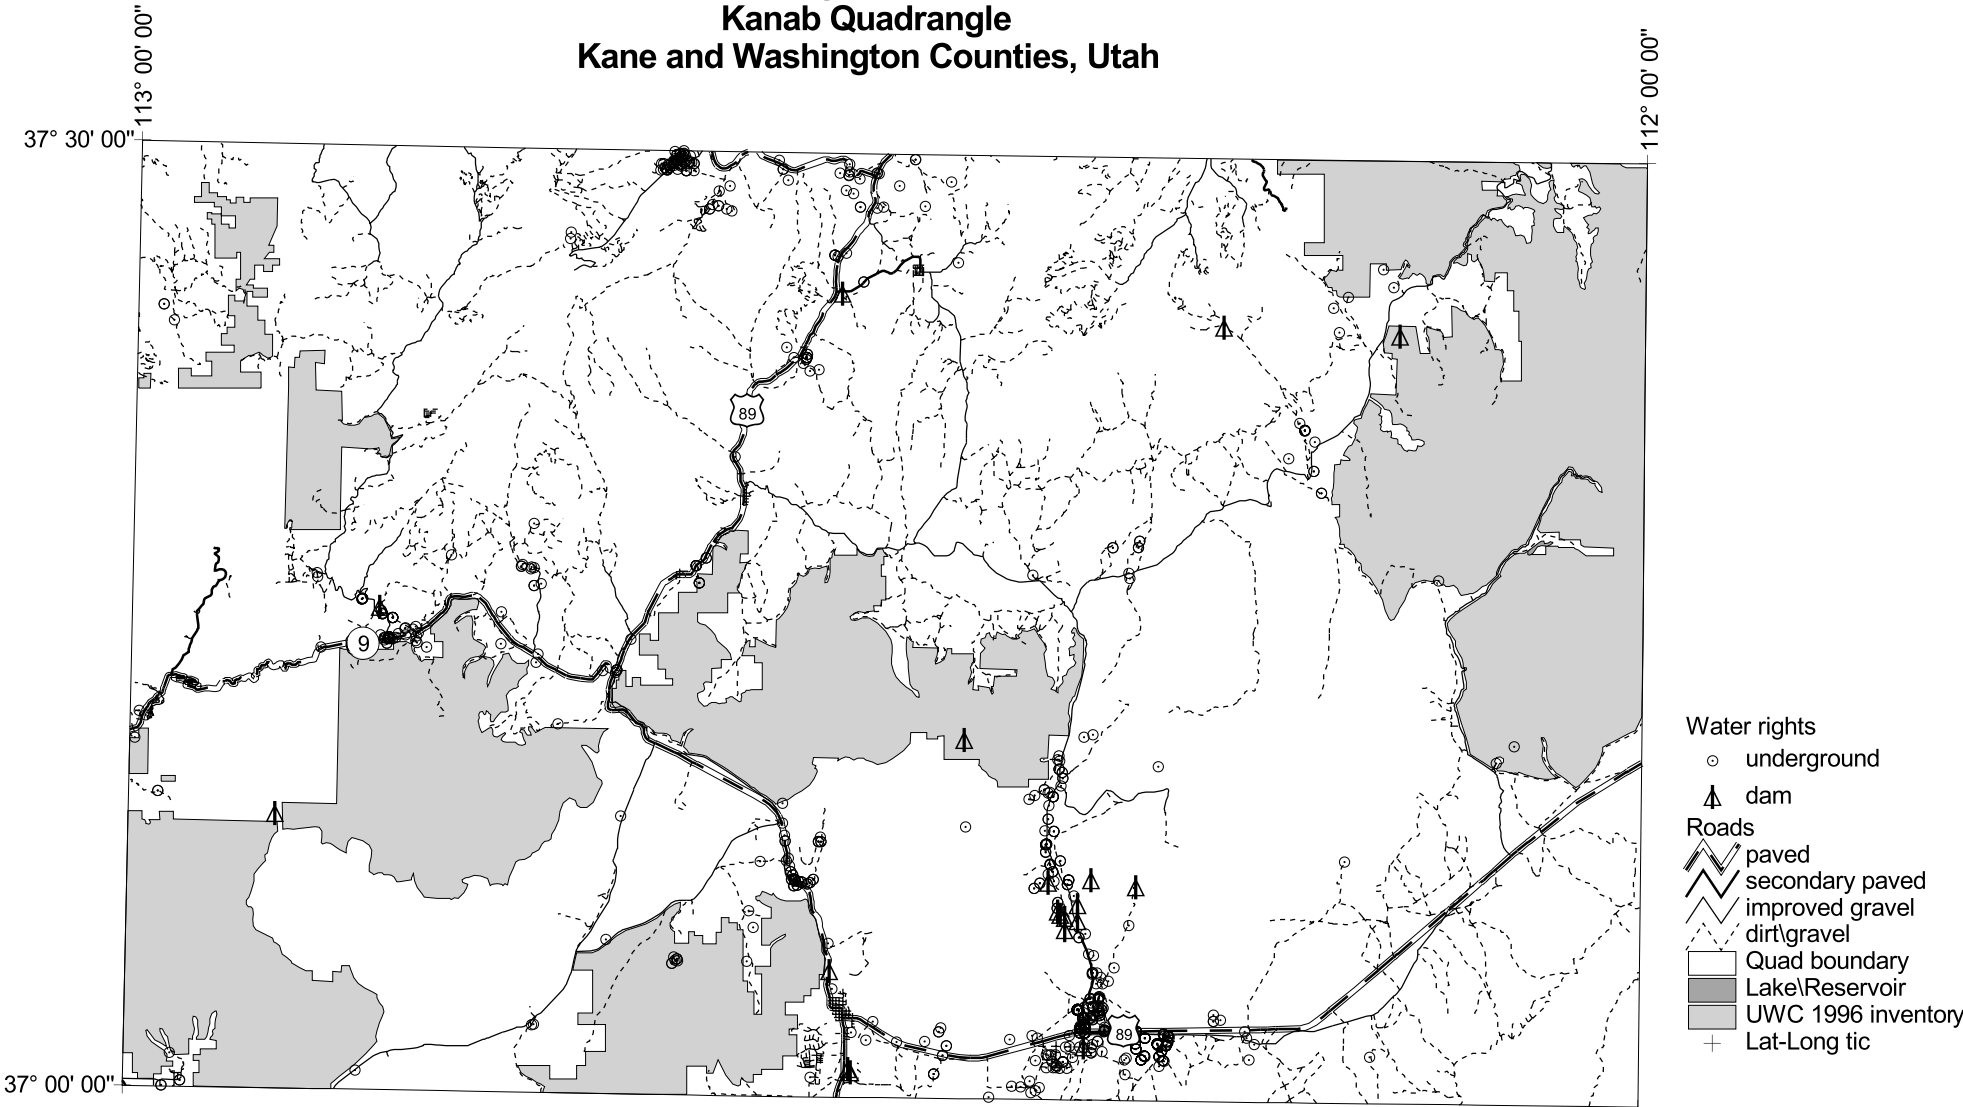 Kanab Quadrangle
Kane and Washington Counties, Utah
113° 00' 00"
112° 00' 00"
37° 30' 00"
89
9
Water rights
underground
dam
Roads
paved
secondary paved
improved gravel
dirt\gravel
Quad boundary
Lake\Reservoir
UWC 1996 inventory
Lat-Long tic
89
37° 00' 00"